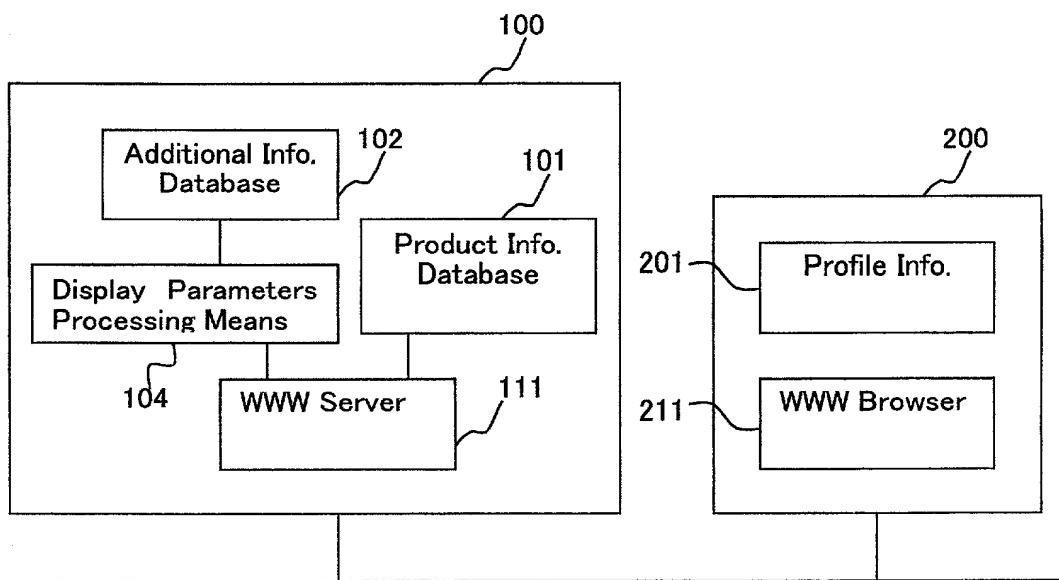 100
Additional Info.
Database
102
101
200
Product Info.
Database
201
Profile Info.
Display Parameters
Processing Means
104
WWW Server
111
211
WWW Browser